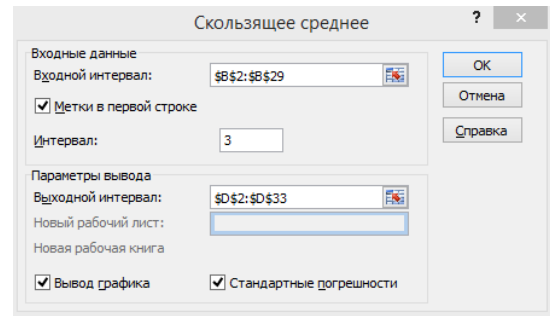 Скользящее среднее ? ×
Входные данные
Входной интервал: $B$2:$B$29
Метки в первой строке
Интервал: 3
ОК
Отмена
Справка
Параметры вывода
Выходной интервал: $D$2:$D$33
Новый рабочий лист:
Новая рабочая книга
Вывод графика Стандартные погрешности